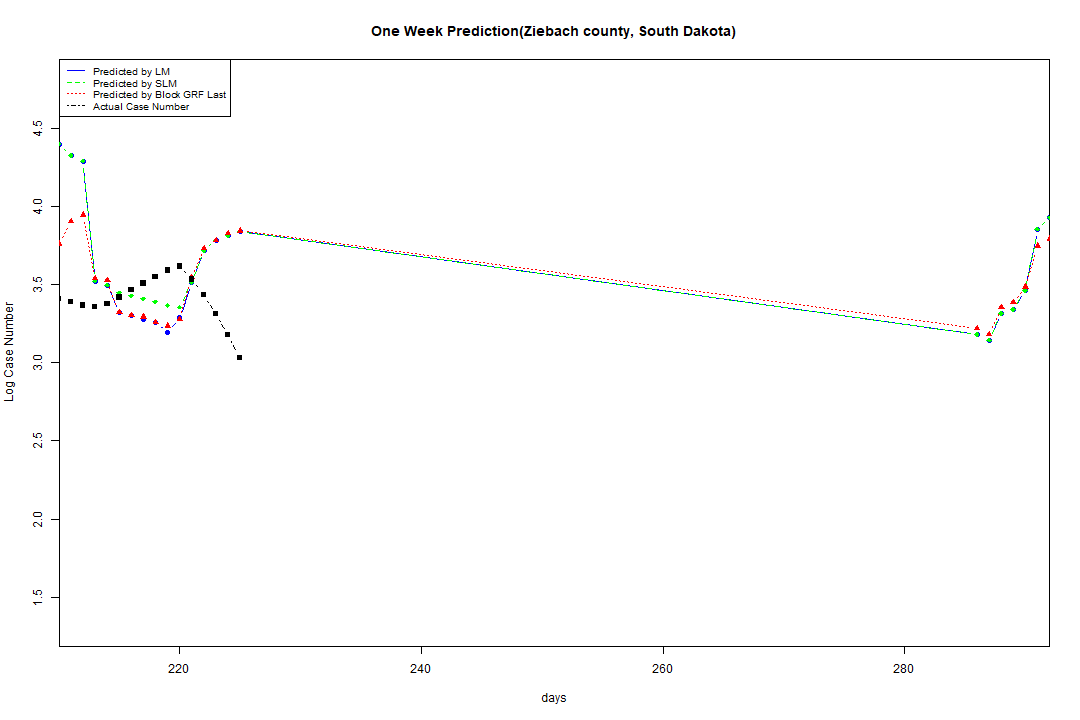 One Week Prediction(Ziebach county, South Dakota)
Predicted by LM
Predicted by SLM
Predicted by Block GRF Last
Actual Case Number
4.5
4.0
3.5
3.0
2.5
2.0
1.5
Log Case Number
220 240 260 280
days